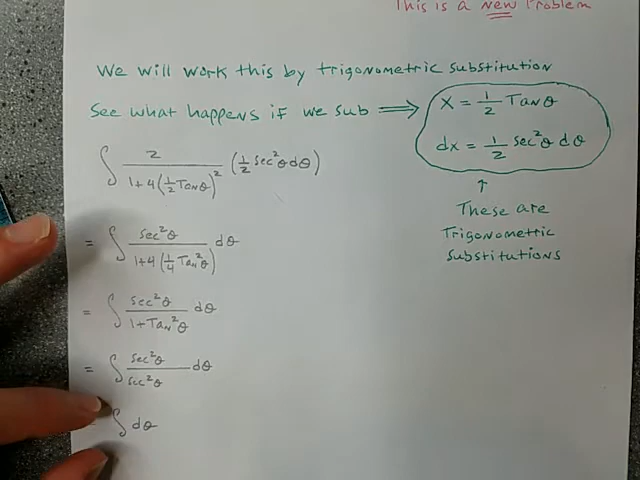 This is a new Problem
We will work this by trigonometric substitution
See what happens if we sub ⟹ x = 1/2 Tanθ
dx = 1/2 sec²θ dθ
∫ 2/(1+4(1/2 Tanθ)²) (1/2 sec²θ dθ)
↑
These are
Trigonometric
substitutions
= ∫ sec²θ/(1+4(1/4 Tan²θ)) dθ
= ∫ sec²θ/(1+Tan²θ) dθ
= ∫ sec²θ/sec²θ dθ
∫ dθ